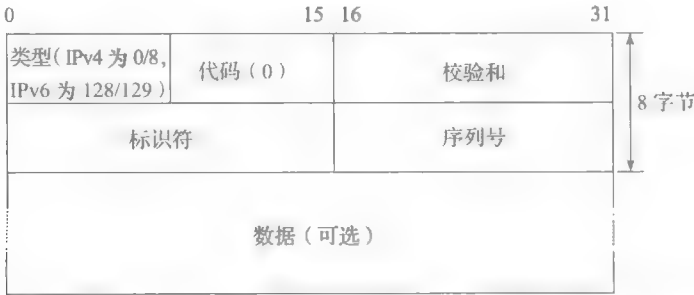 0 15 16 31
类型(IPv4 为 0/8,
IPv6 为 128/129)
代码(0)
校验和
8 字节
标识符
序列号
数据(可选)